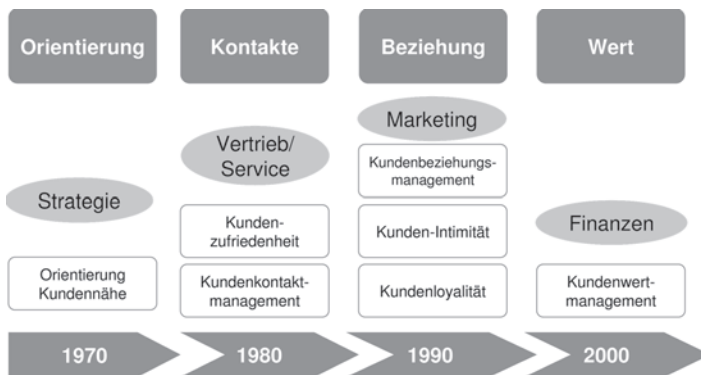 Orientierung
Kontakte
Beziehung
Wert
Strategie
Orientierung
Kundennähe
Vertrieb/
Service
Kunden-
zufriedenheit
Kundenkontakt-
management
Marketing
Kundenbeziehungs-
management
Kunden-Intimität
Kundenloyalität
Finanzen
Kundenwert-
management
1970
1980
1990
2000